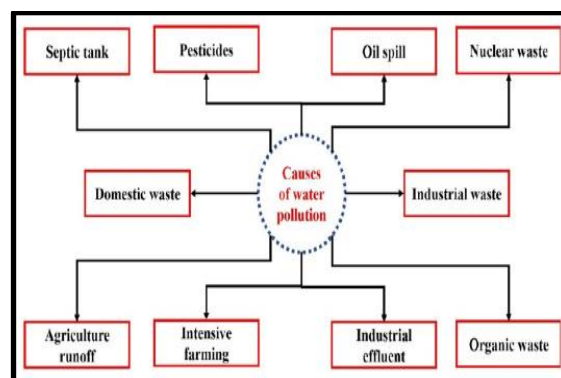 Septic tank
Pesticides
Oil spill
Nuclear waste
Causes
of water
pollution
Domestic waste
Industrial waste
Agriculture
runoff
Intensive
farming
Industrial
effluent
Organic waste